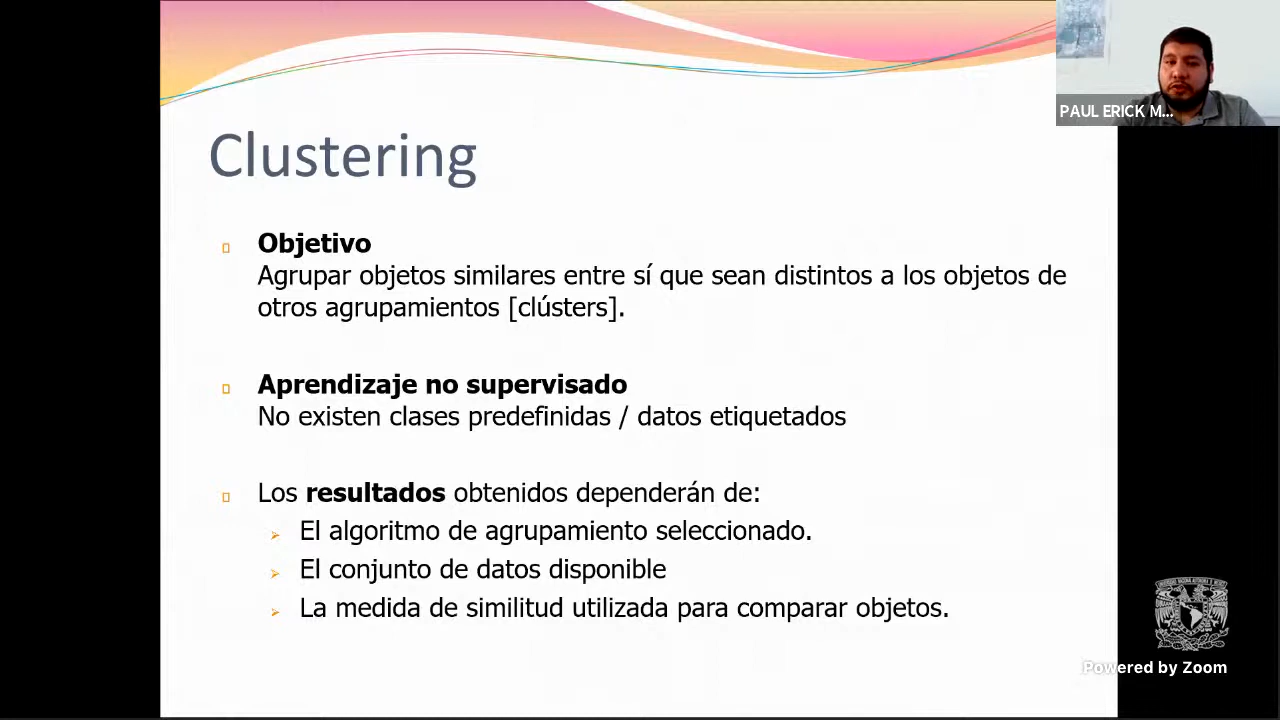 PAUL ERICK M...
Clustering
Objetivo
Agrupar objetos similares entre sí que sean distintos a los objetos de
otros agrupamientos [clústers].
Aprendizaje no supervisado
No existen clases predefinidas / datos etiquetados
Los resultados obtenidos dependerán de:
El algoritmo de agrupamiento seleccionado.
El conjunto de datos disponible
La medida de similitud utilizada para comparar objetos.
Powered by Zoom